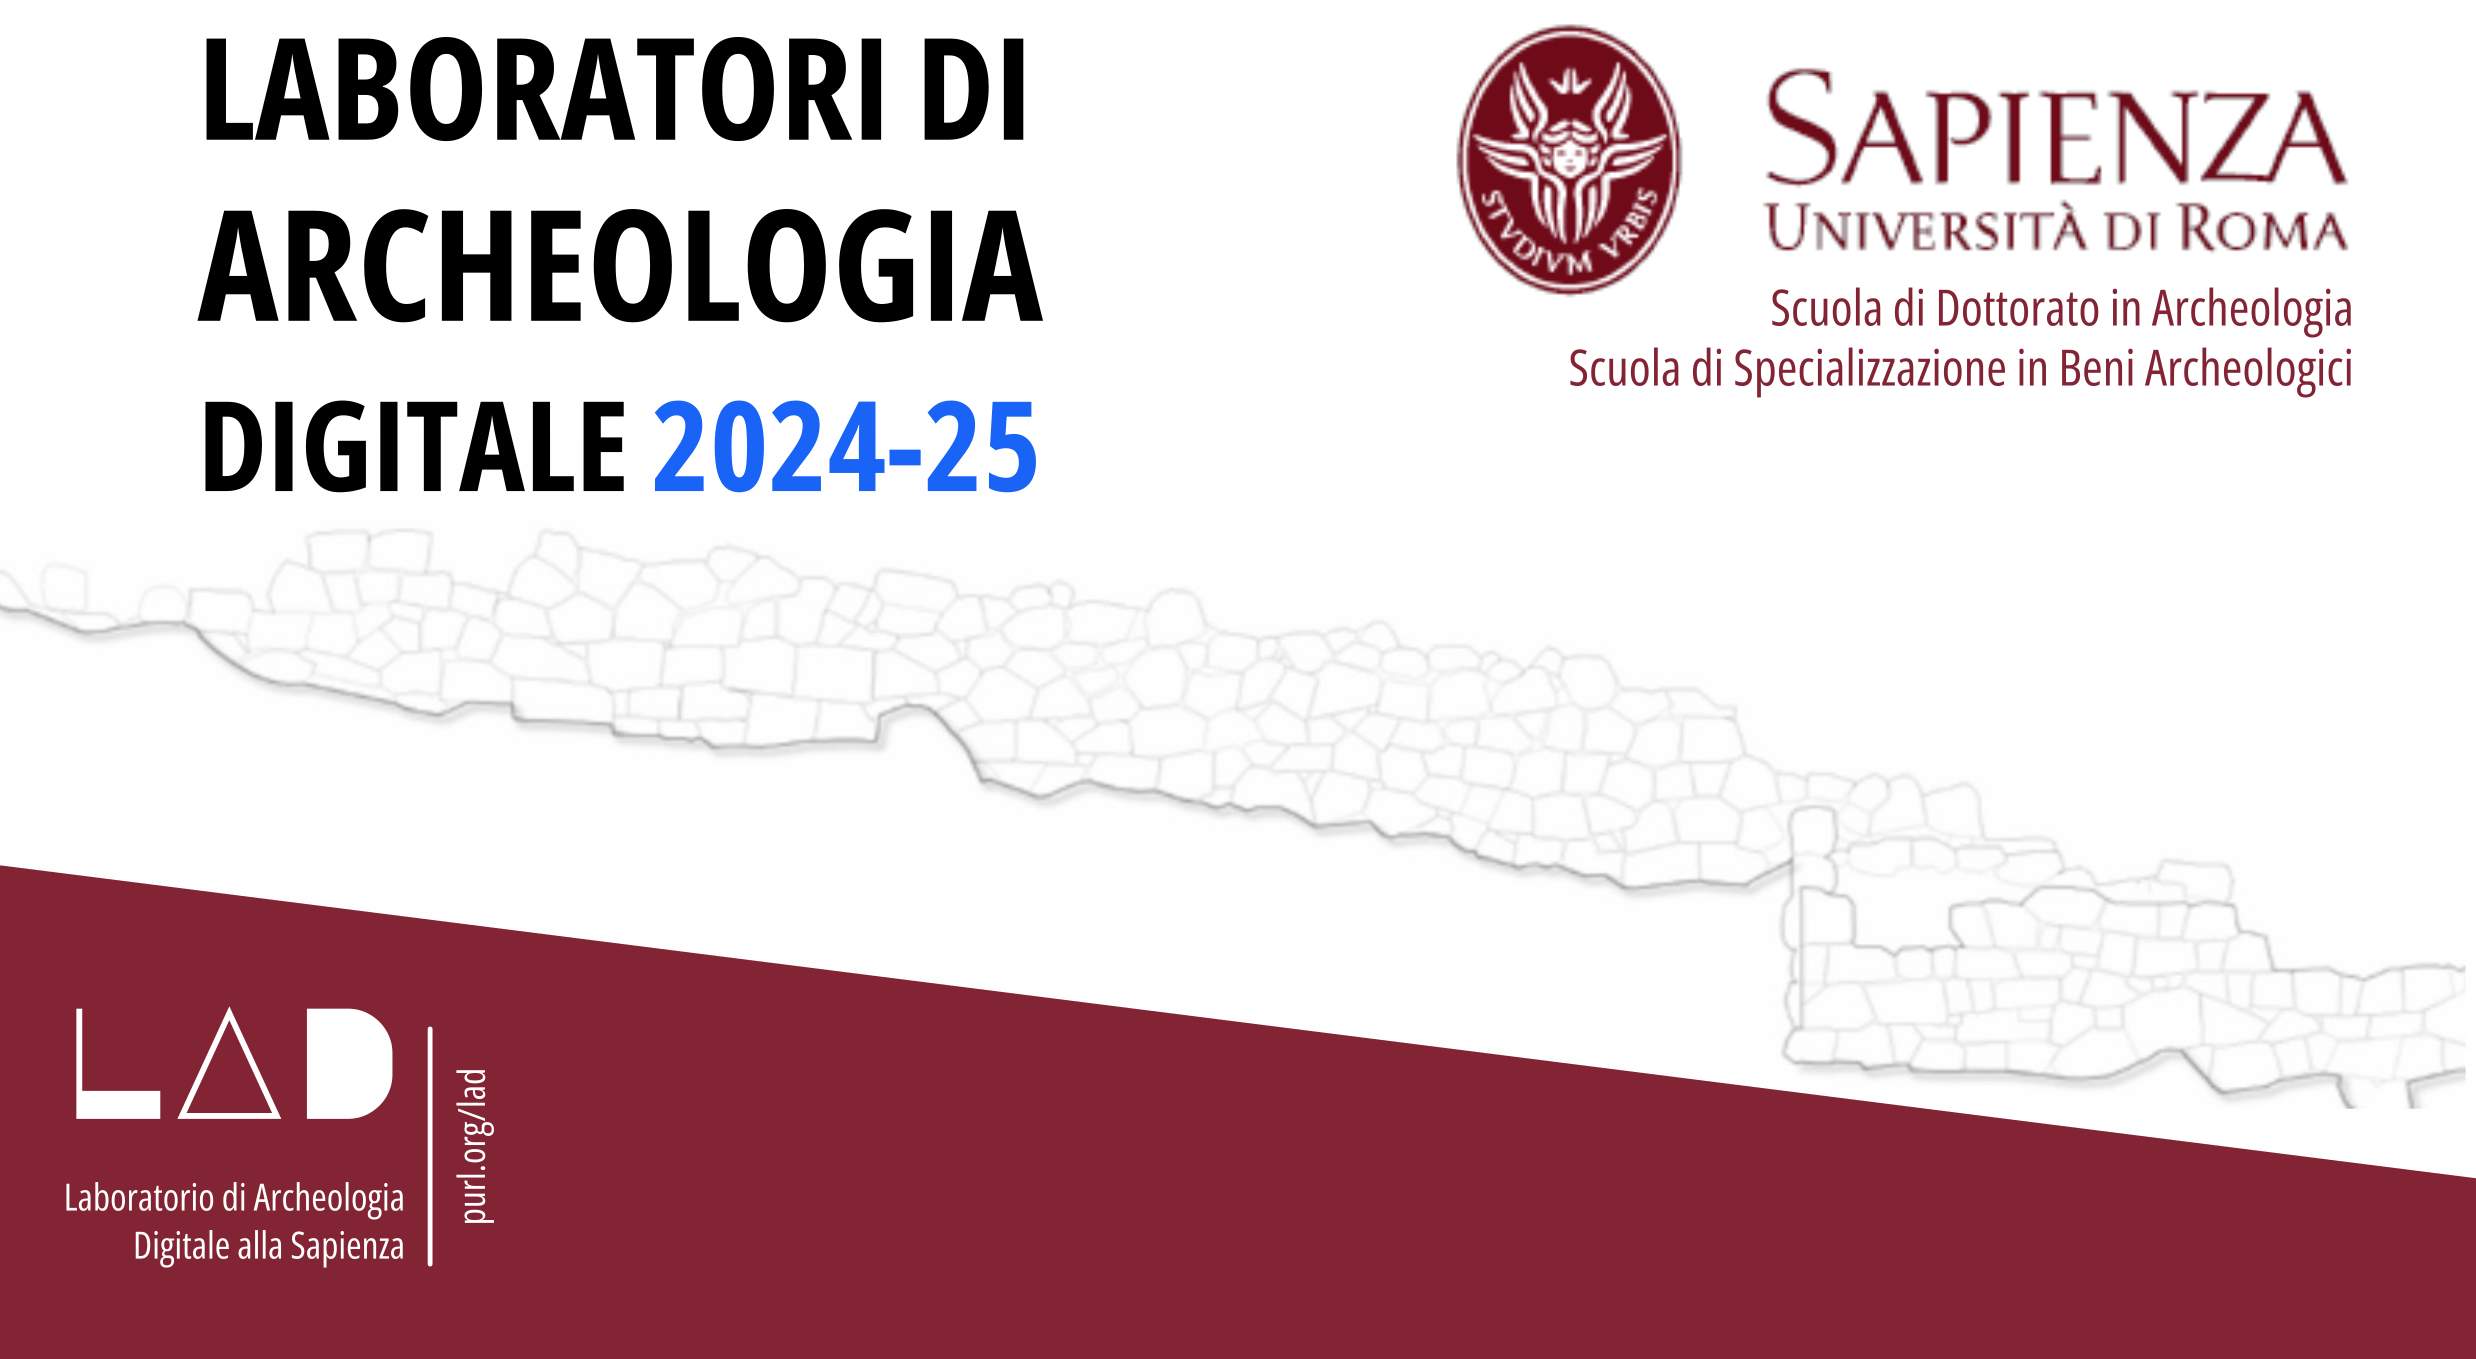 LABORATORI DI
ARCHEOLOGIA
DIGITALE 2024-25
STVDIVM VRBIS
SAPIENZA
UNIVERSITÀ DI ROMA
Scuola di Dottorato in Archeologia
Scuola di Specializzazione in Beni Archeologici
LAD
Laboratorio di Archeologia
Digitale alla Sapienza
purl.org/lad